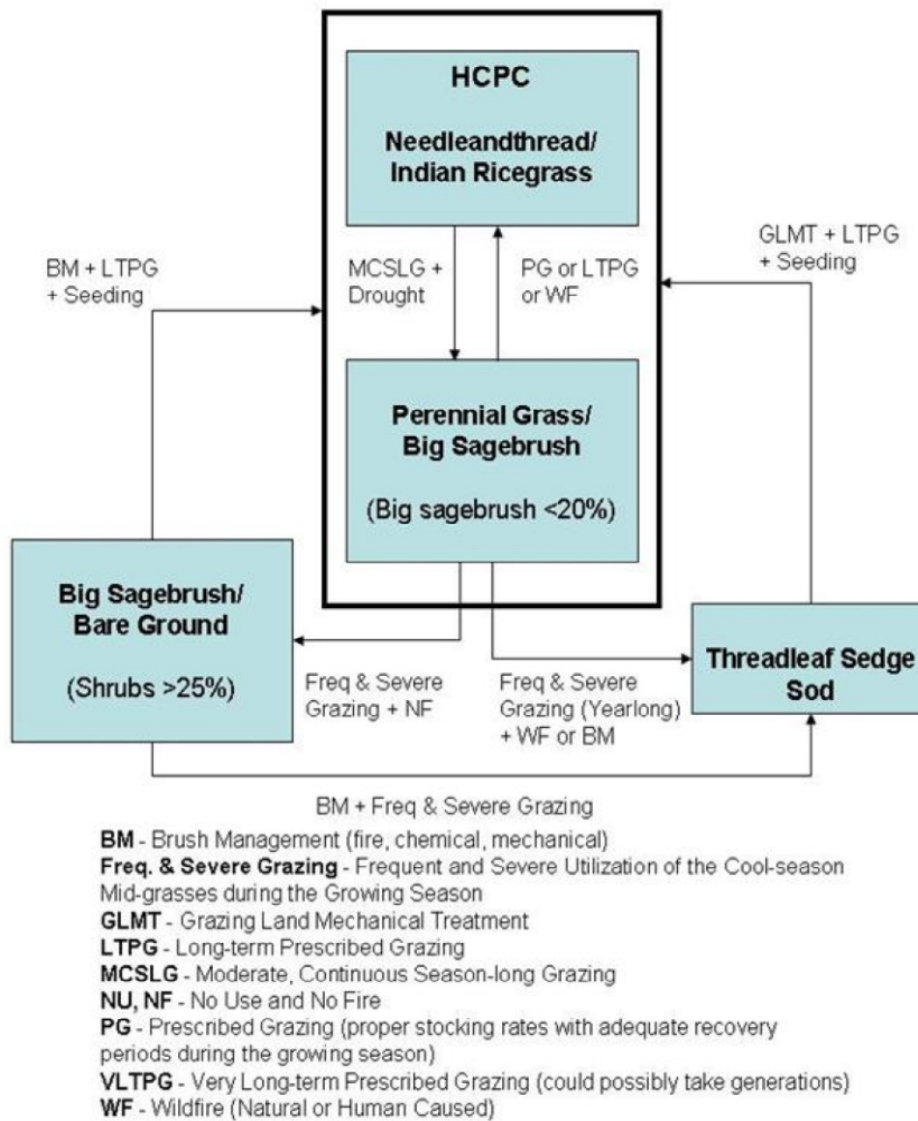 HCPC
Needleandthread/
Indian Ricegrass
BM + LTPG
+ Seeding
MCSLG +
Drought
PG or LTPG
or WF
GLMT + LTPG
+ Seeding
Perennial Grass/
Big Sagebrush
(Big sagebrush <20%)
Big Sagebrush/
Bare Ground
(Shrubs >25%)
Freq & Severe
Grazing + NF
Freq & Severe
Grazing (Yearlong)
+ WF or BM
Threadleaf Sedge
Sod
BM + Freq & Severe Grazing
BM - Brush Management (fire, chemical, mechanical)
Freq. & Severe Grazing - Frequent and Severe Utilization of the Cool-season
Mid-grasses during the Growing Season
GLMT - Grazing Land Mechanical Treatment
LTPG - Long-term Prescribed Grazing
MCSLG - Moderate, Continuous Season-long Grazing
NU, NF - No Use and No Fire
PG - Prescribed Grazing (proper stocking rates with adequate recovery
periods during the growing season)
VLTPG - Very Long-term Prescribed Grazing (could possibly take generations)
WF - Wildfire (Natural or Human Caused)